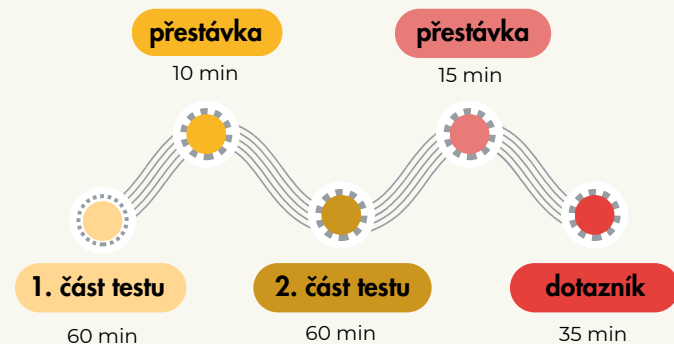 přestávka
10 min
přestávka
15 min
1. část testu
60 min
2. část testu
60 min
dotazník
35 min